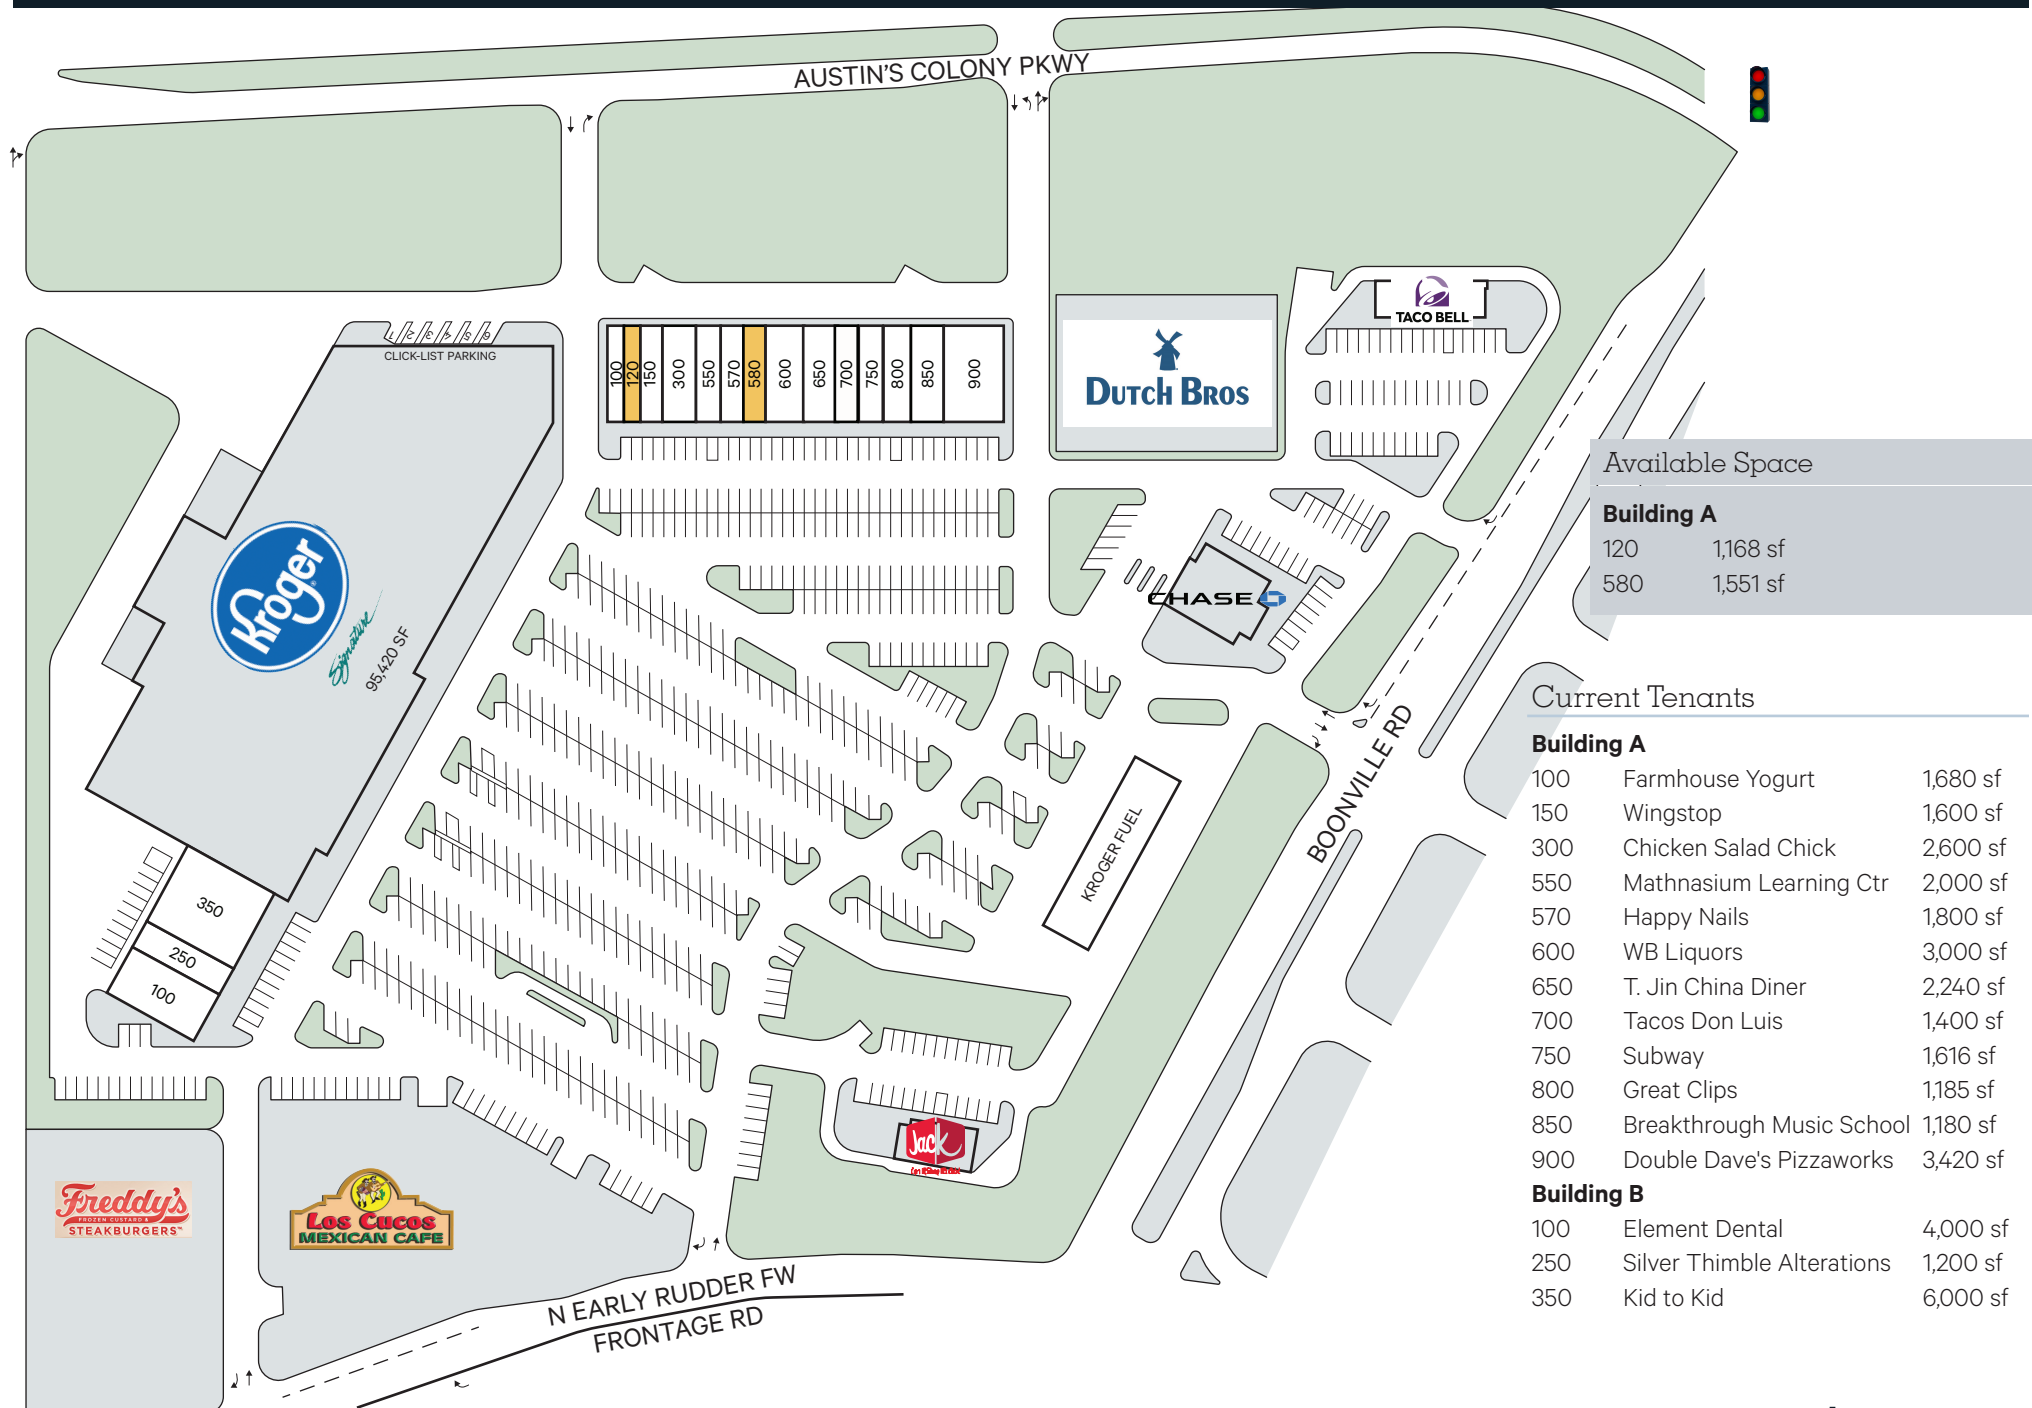 AUSTIN'S COLONY PKWY
1 2 3 4 5 6
CLICK-LIST PARKING
100 120 150 300 550 570 580 600 650 700 750 800 850 900
TACO BELL
DUTCH BROS
Kroger
Signature
95,420 SF
CHASE
KROGER FUEL
BOONVILLE RD
350
250
100
Jack
Freddy's
FROZEN CUSTARD &
STEAKBURGERS
Los Cucos
MEXICAN CAFE
N EARLY RUDDER FW
FRONTAGE RD
Available Space
Building A
120 1,168 sf
580 1,551 sf
Current Tenants
Building A
100 Farmhouse Yogurt 1,680 sf
150 Wingstop 1,600 sf
300 Chicken Salad Chick 2,600 sf
550 Mathnasium Learning Ctr 2,000 sf
570 Happy Nails 1,800 sf
600 WB Liquors 3,000 sf
650 T. Jin China Diner 2,240 sf
700 Tacos Don Luis 1,400 sf
750 Subway 1,616 sf
800 Great Clips 1,185 sf
850 Breakthrough Music School 1,180 sf
900 Double Dave's Pizzaworks 3,420 sf
Building B
100 Element Dental 4,000 sf
250 Silver Thimble Alterations 1,200 sf
350 Kid to Kid 6,000 sf